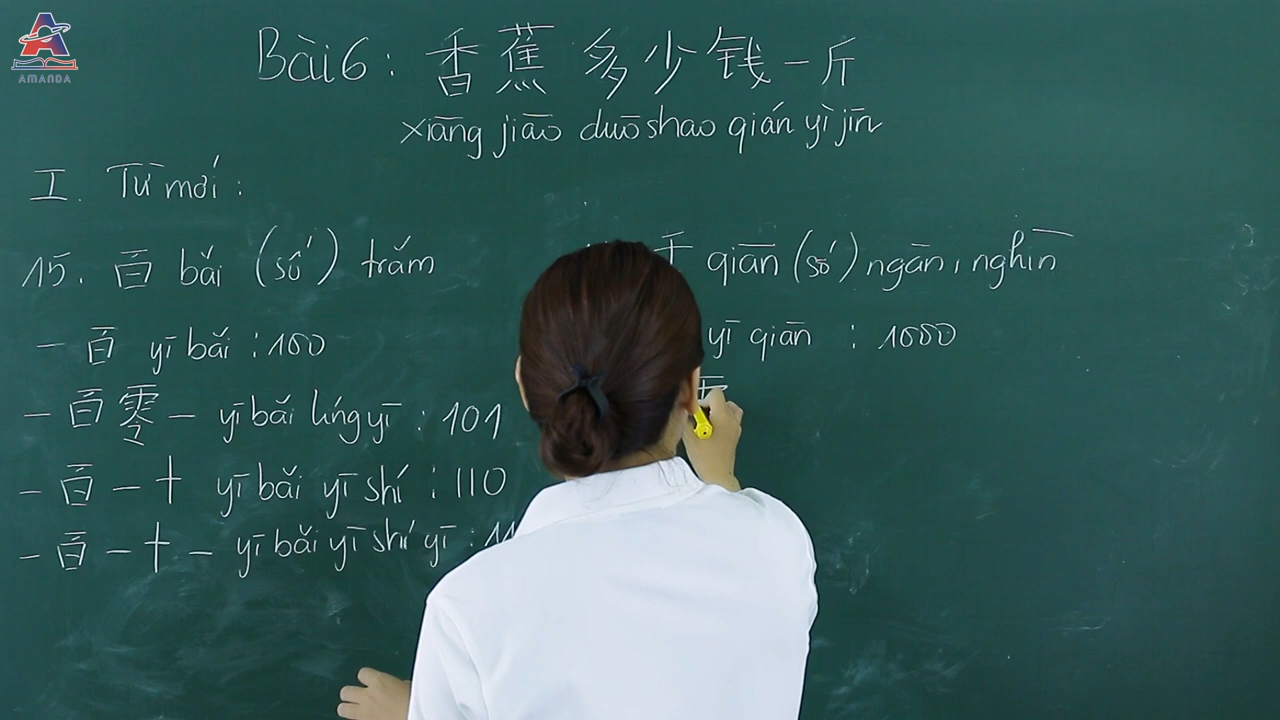 AMANDA
Bài 6 : 香蕉多少钱一斤
xiāng jiāo duōshao qián yì jīn
I. Từ mới :
15. 百 bǎi (số) trăm
一百 yī bǎi : 100
一百零一 yī bǎi líng yī : 101
一百一十 yī bǎi yī shí : 110
一百一十一 yī bǎi yī shí yī : 11
千 qiān (số) ngàn, nghìn
yī qiān : 1000